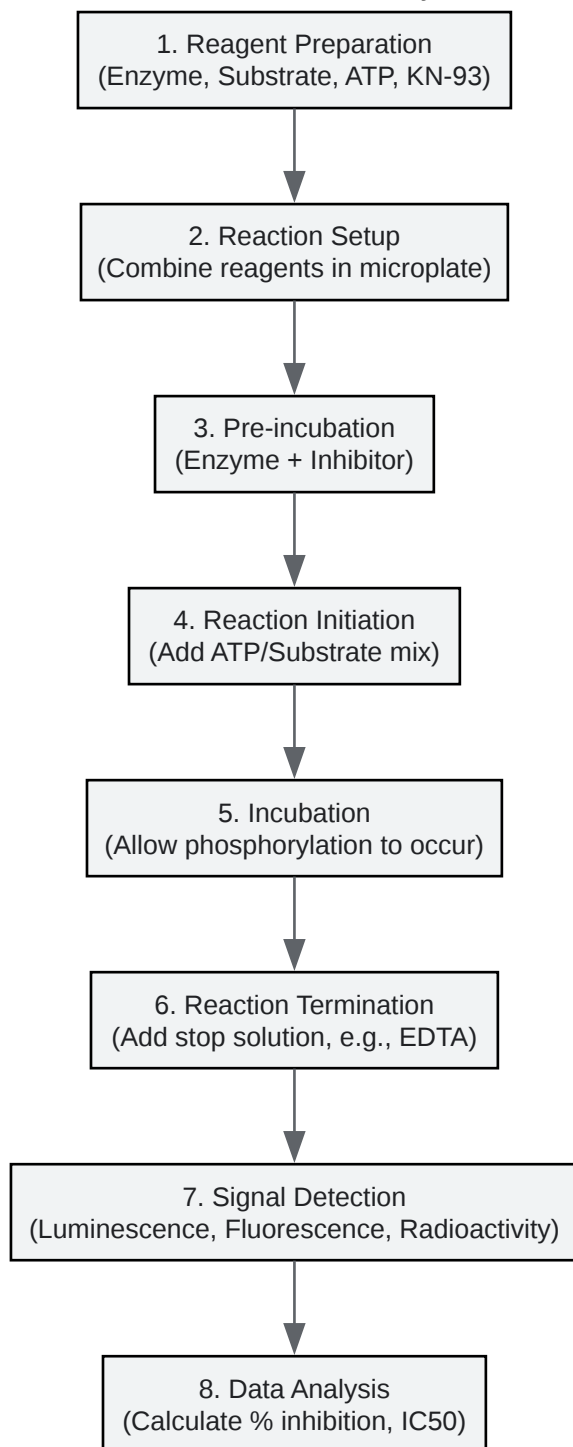 1. Reagent Preparation
(Enzyme, Substrate, ATP, KN-93)
2. Reaction Setup
(Combine reagents in microplate)
3. Pre-incubation
(Enzyme + Inhibitor)
4. Reaction Initiation
(Add ATP/Substrate mix)
5. Incubation
(Allow phosphorylation to occur)
6. Reaction Termination
(Add stop solution, e.g., EDTA)
7. Signal Detection
(Luminescence, Fluorescence, Radioactivity)
8. Data Analysis
(Calculate % inhibition, IC50)